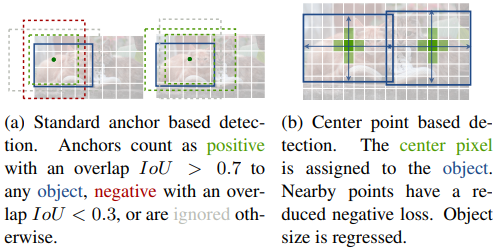 (a) Standard anchor based detec-
tion. Anchors count as positive
with an overlap IoU > 0.7 to
any object, negative with an over-
lap IoU < 0.3, or are ignored oth-
erwise.
(b) Center point based de-
tection. The center pixel
is assigned to the object.
Nearby points have a re-
duced negative loss. Object
size is regressed.